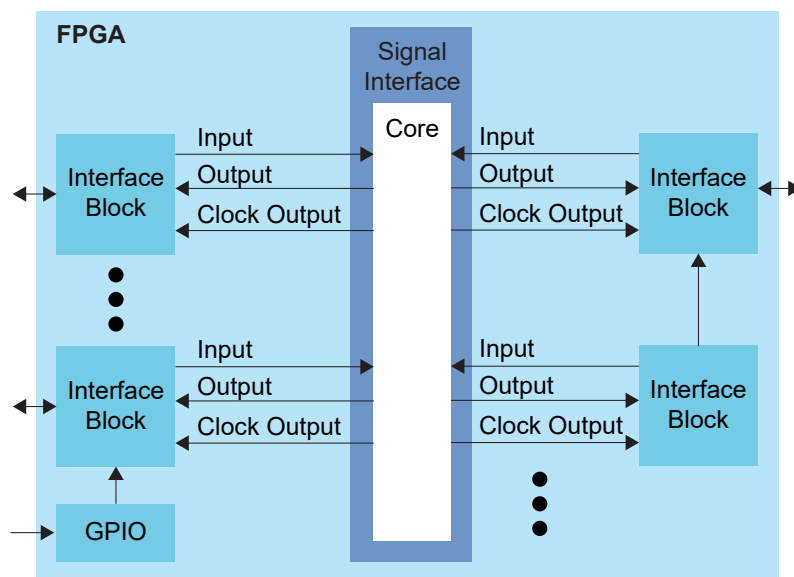 FPGA
Signal
Interface
Core
Interface
Block
Input
Output
Clock Output
Input
Output
Clock Output
Interface
Block
Interface
Block
Input
Output
Clock Output
Input
Output
Clock Output
Interface
Block
GPIO